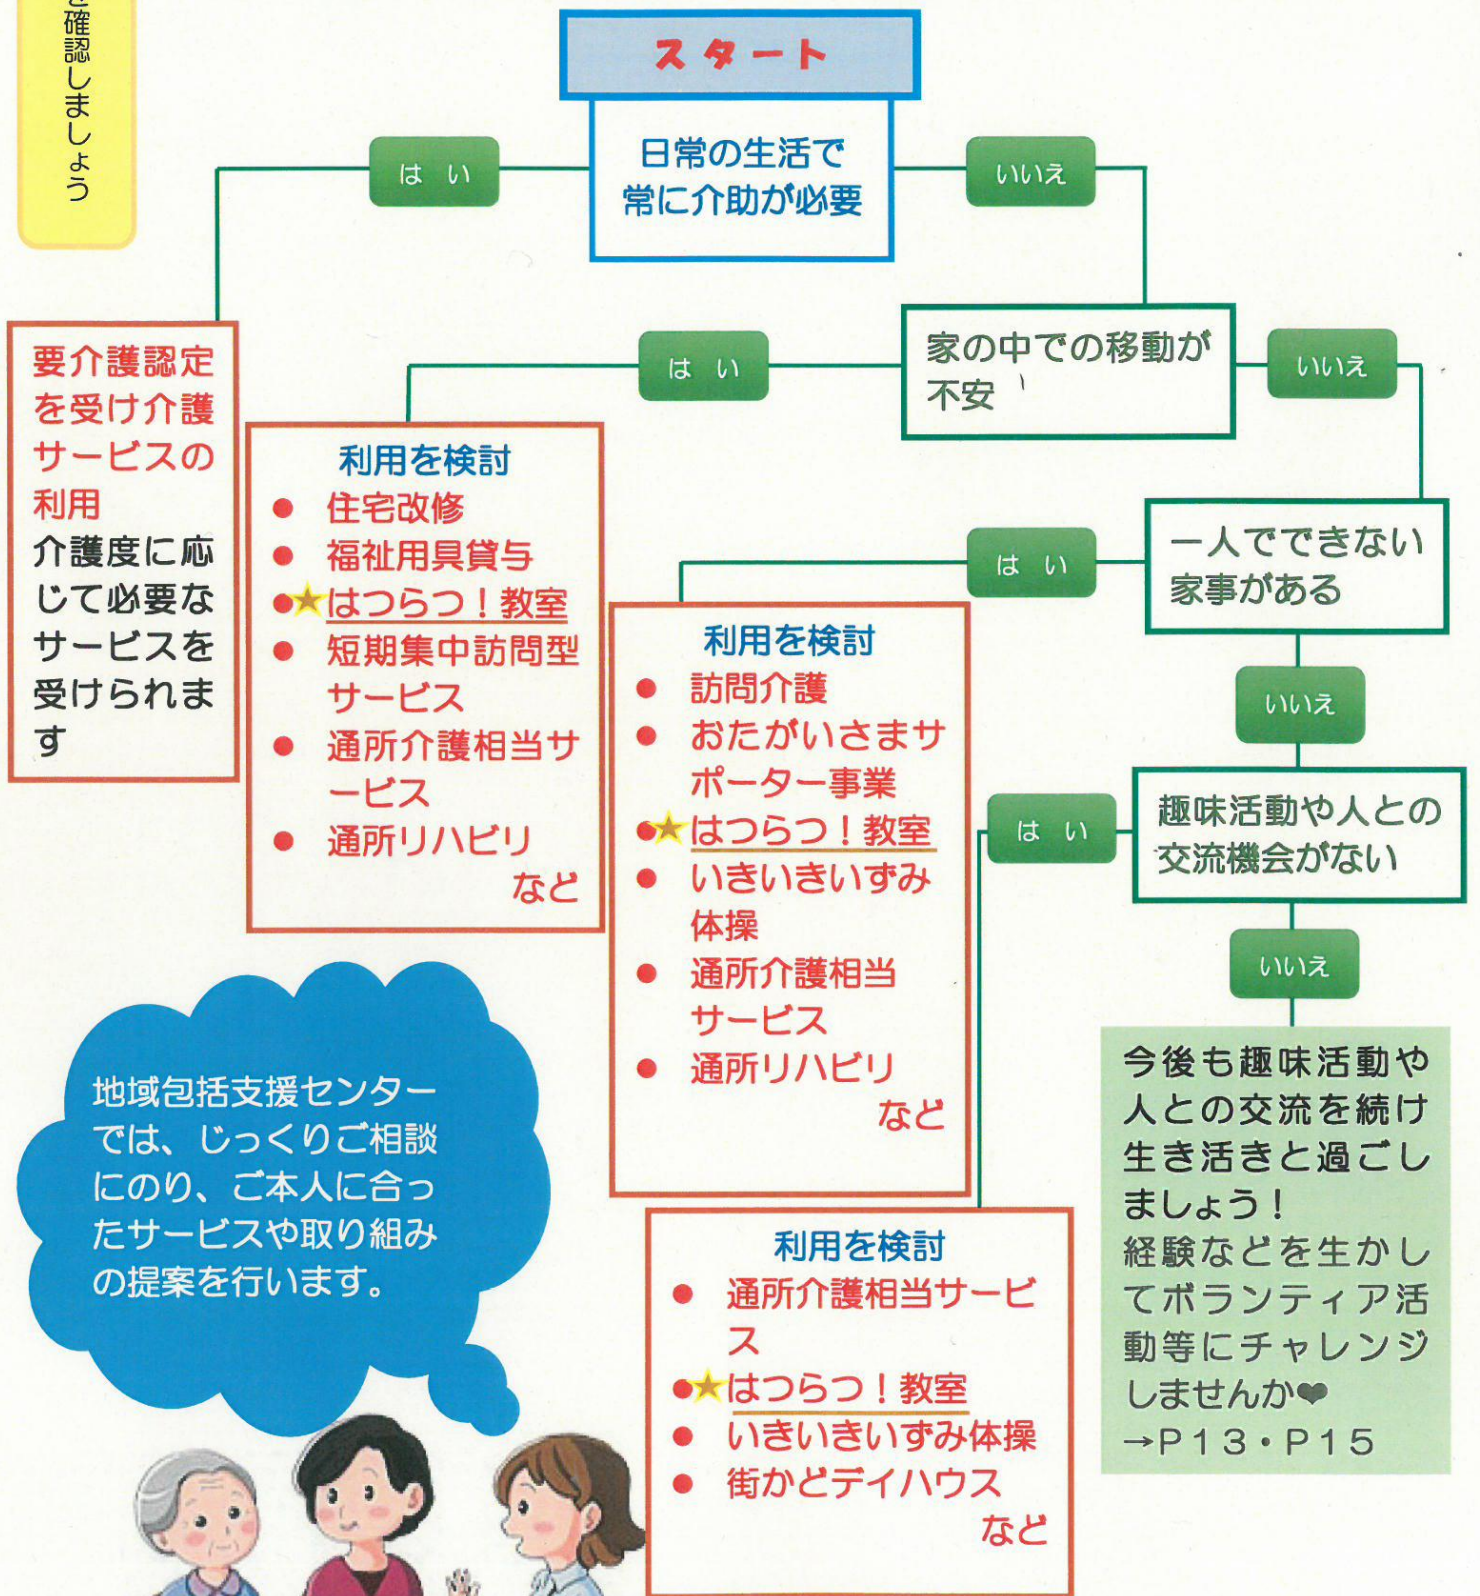 確認しましょう
スタート
日常の生活で
常に介助が必要
は い
いいえ
要介護認定
を受け介護
サービスの
利用
介護度に応
じて必要な
サービスを
受けられま
す
家の中での移動が
不安
は い
いいえ
利用を検討
● 住宅改修
● 福祉用具貸与
●★はつらつ！教室
● 短期集中訪問型
サービス
● 通所介護相当サ
ービス
● 通所リハビリ
など
一人でできない
家事がある
は い
いいえ
利用を検討
● 訪問介護
● おたがいさまサ
ポーター事業
●★はつらつ！教室
● いきいきいずみ
体操
● 通所介護相当
サービス
● 通所リハビリ
など
趣味活動や人との
交流機会がない
は い
いいえ
利用を検討
● 通所介護相当サービ
ス
●★はつらつ！教室
● いきいきいずみ体操
● 街かどデイハウス
など
今後も趣味活動や
人との交流を続け
生き活きと過ごし
ましょう！
経験などを生かし
てボランティア活
動等にチャレンジ
しませんか♥
→P13・P15
地域包括支援センター
では、じっくりご相談
にのり、ご本人に合っ
たサービスや取り組み
の提案を行います。